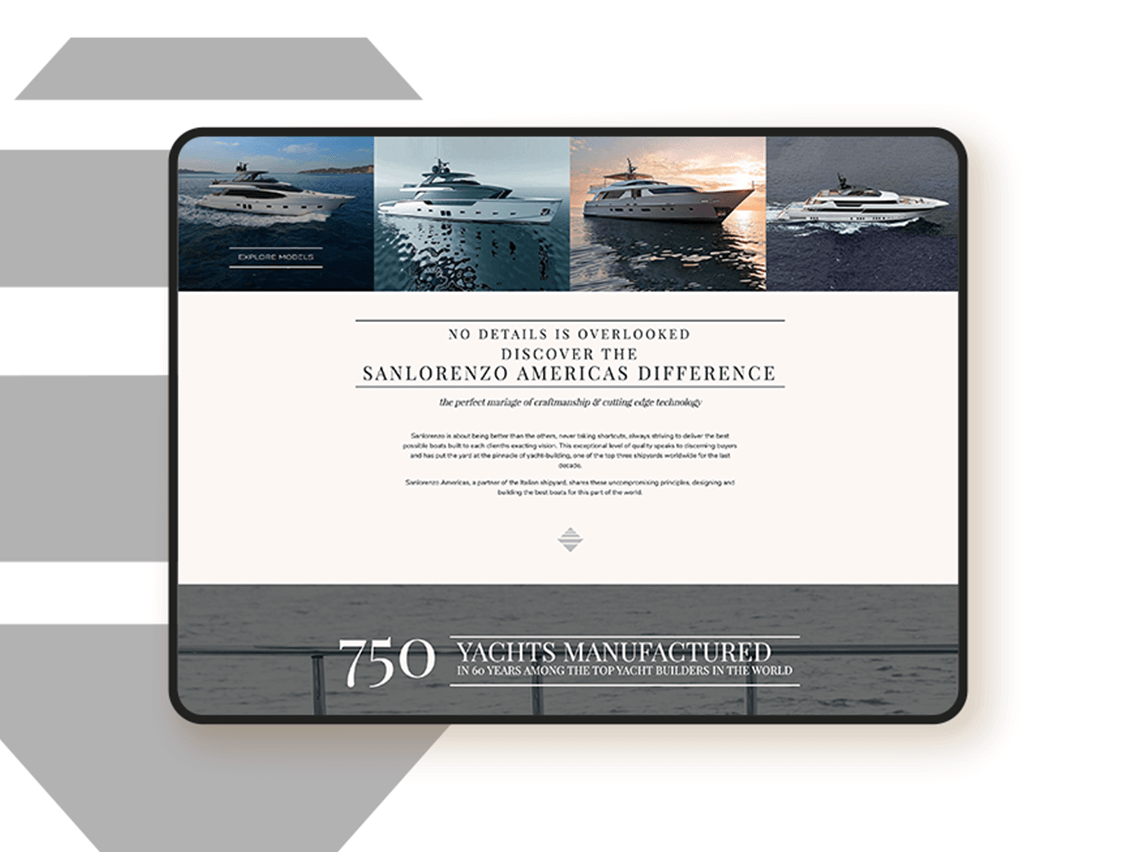 EXPLORE MODELS
NO DETAILS IS OVERLOOKED
DISCOVER THE
SANLORENZO AMERICAS DIFFERENCE
the perfect mariage of craftmanship & cutting edge technology
Sanlorenzo is about being better than the others, never taking shortcuts, always striving to deliver the best
possible boats built to each clienths exacting vision. This exceptional level of quality speaks to discerning buyers
and has put the yard at the pinnacle of yacht-building, one of the top three shipyards worldwide for the last
decade.
Sanlorenzo Americas, a partner of the Italian shipyard, shares these uncompromising principles, designing and
building the best boats for this part of the world.
750
YACHTS MANUFACTURED
IN 60 YEARS AMONG THE TOP YACHT BUILDERS IN THE WORLD